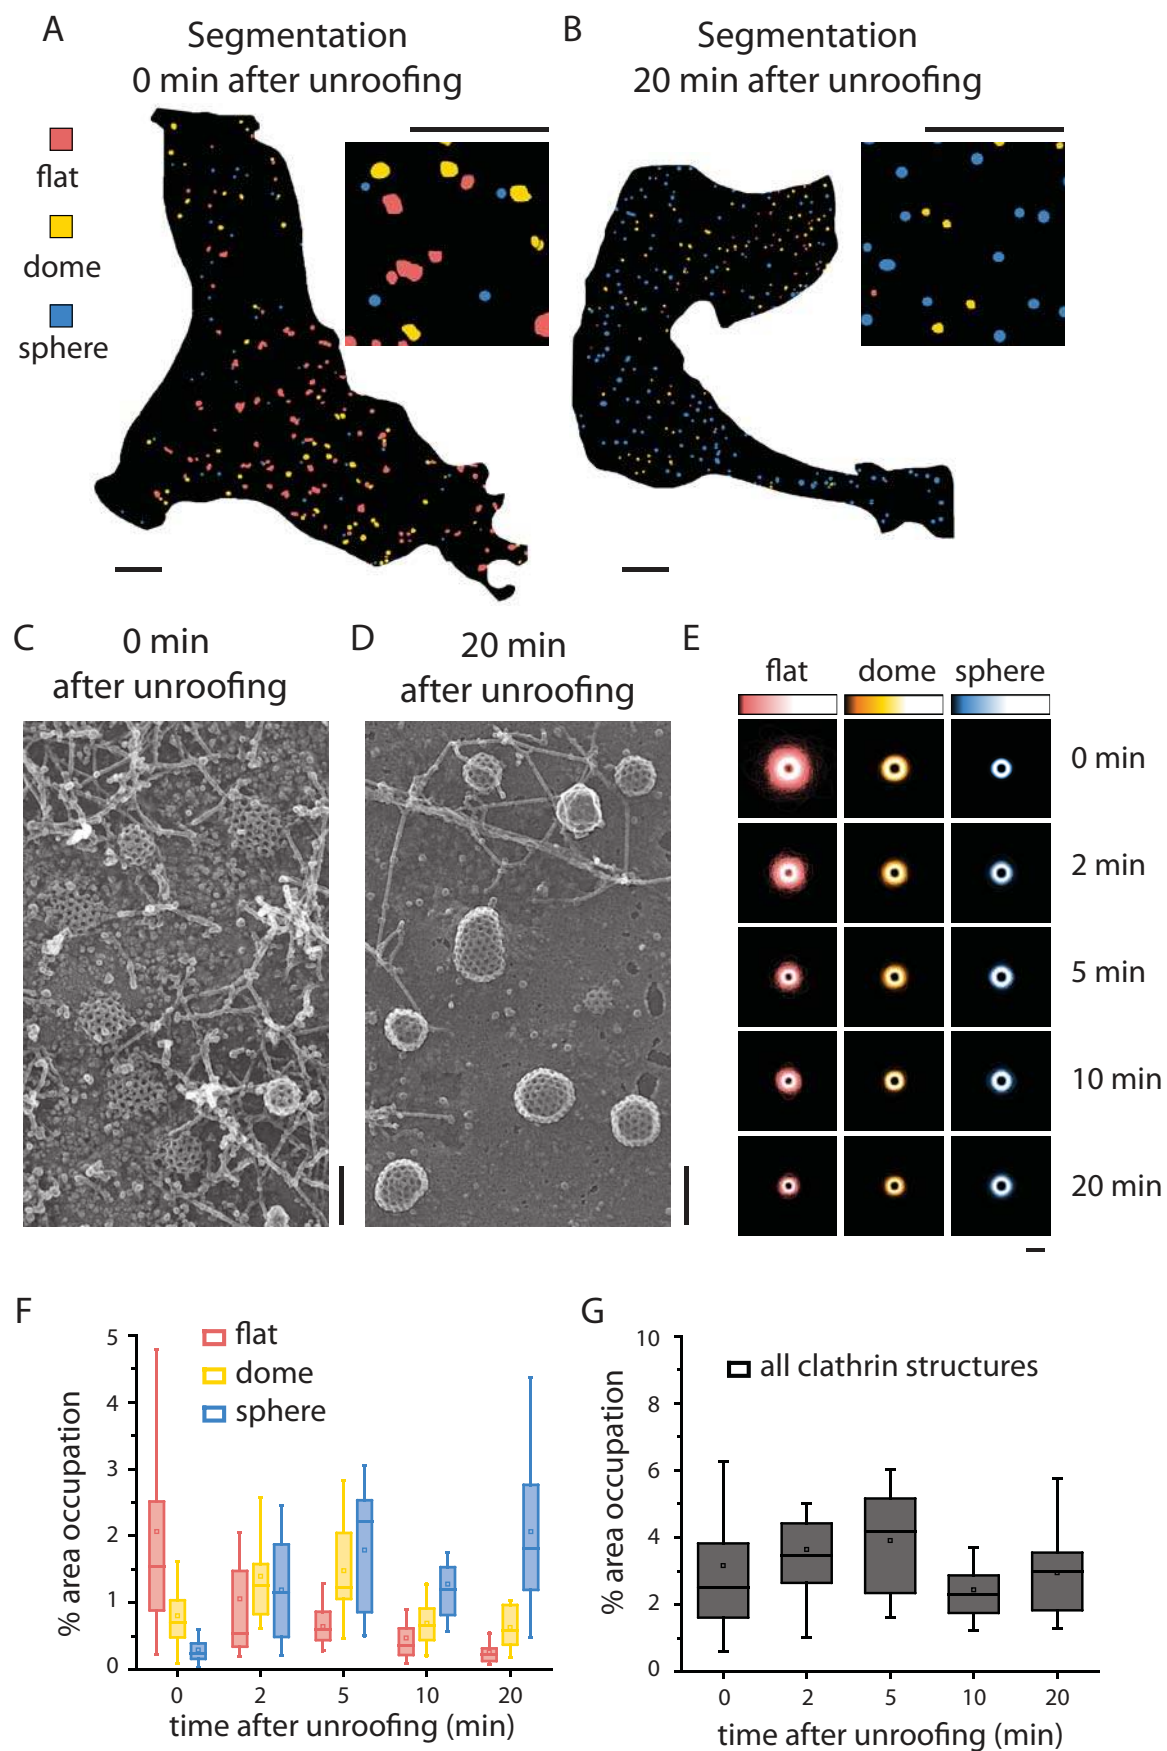 A
Segmentation
0 min after unroofing
B
Segmentation
20 min after unroofing
flat
dome
sphere
C
0 min
after unroofing
D
20 min
after unroofing
E
flat
dome
sphere
0 min
2 min
5 min
10 min
20 min
F
flat
dome
sphere
% area occupation
5
4
3
2
1
0
0
2
5
10
20
time after unroofing (min)
G
all clathrin structures
% area occupation
10
8
6
4
2
0
0
2
5
10
20
time after unroofing (min)